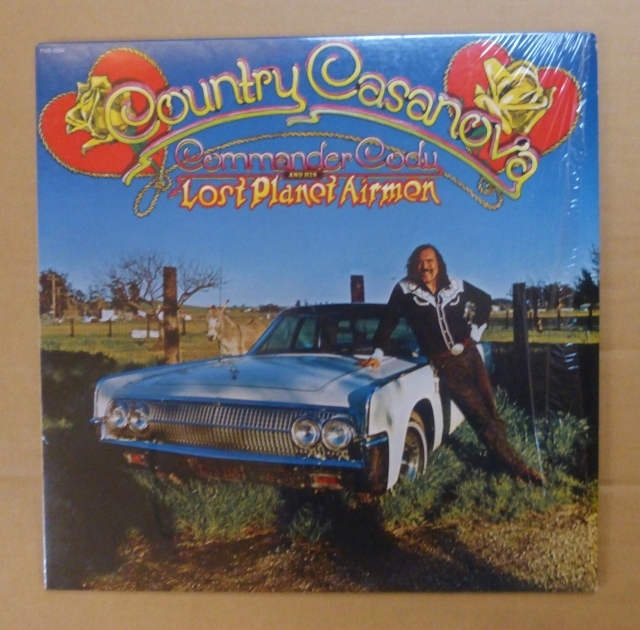 Country Casanova
Commander Cody
AND HIS
Lost Planet Airmen